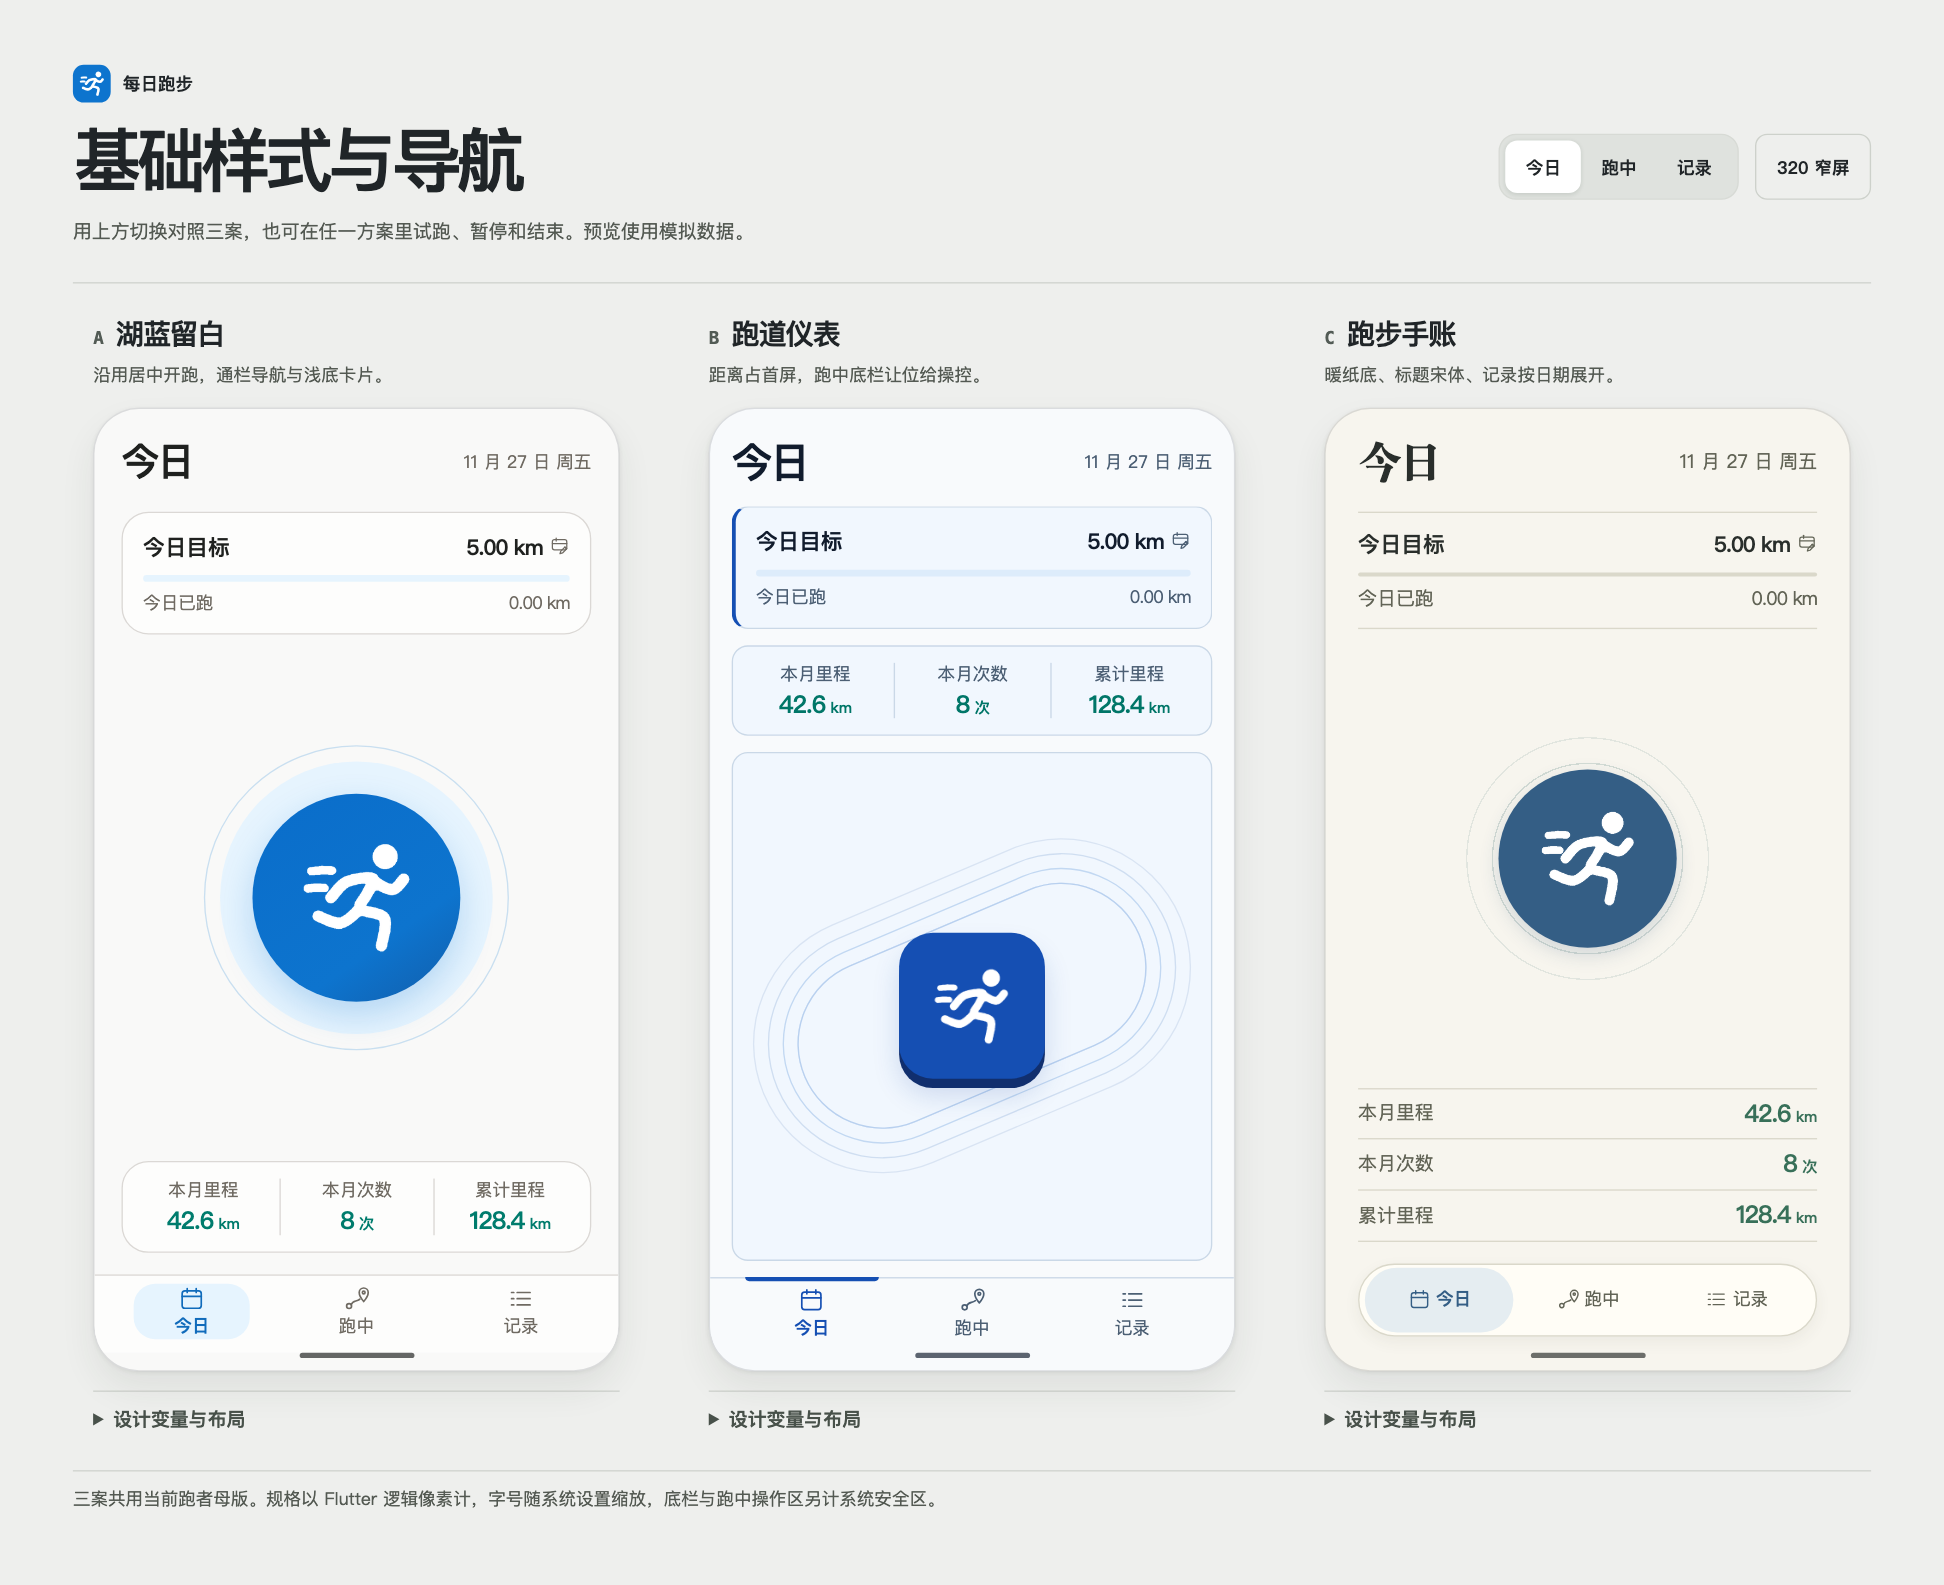 每日跑步
基础样式与导航
今日 跑中 记录 320 窄屏
用上方切换对照三案，也可在任一方案里试跑、暂停和结束。预览使用模拟数据。
A 湖蓝留白
沿用居中开跑，通栏导航与浅底卡片。
今日 11 月 27 日 周五
今日目标 5.00 km
今日已跑 0.00 km
本月里程 本月次数 累计里程
42.6 km 8 次 128.4 km
今日 跑中 记录
▶ 设计变量与布局
B 跑道仪表
距离占首屏，跑中底栏让位给操控。
今日 11 月 27 日 周五
今日目标 5.00 km
今日已跑 0.00 km
本月里程 本月次数 累计里程
42.6 km 8 次 128.4 km
今日 跑中 记录
▶ 设计变量与布局
C 跑步手账
暖纸底、标题宋体、记录按日期展开。
今日 11 月 27 日 周五
今日目标 5.00 km
今日已跑 0.00 km
本月里程 42.6 km
本月次数 8 次
累计里程 128.4 km
今日 跑中 记录
▶ 设计变量与布局
三案共用当前跑者母版。规格以 Flutter 逻辑像素计，字号随系统设置缩放，底栏与跑中操作区另计系统安全区。